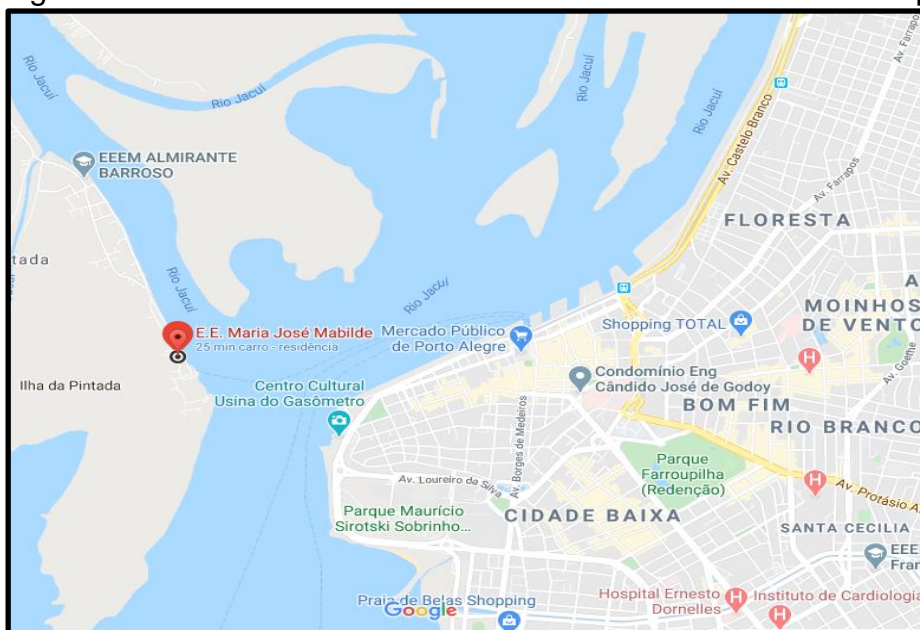 Rio Jacuí
Rio Jacuí
Rio Jacuí
Rio Jacuí
Av. Farrapos
Av. Castelo Branco
EEEM ALMIRANTE
BARROSO
Av. Farrapos
FLORESTA
tada
Rio Jacuí
Rio Jacuí
A
MOINHOS
DE VENTO
E.E. Maria José Mabilde
25 min carro - residência
Mercado Público
de Porto Alegre
Shopping TOTAL
Av. Goethe
Ilha da Pintada
Centro Cultural
Usina do Gasômetro
Condomínio Eng
Cândido José de Godoy
BOM FIM
RIO BRANCO
Av. Borges de Medeiros
Parque
Farroupilha
(Redenção)
Av. Loureiro da Silva
Av. Protásio A
Parque Maurício
Sirotski Sobrinho...
CIDADE BAIXA
SANTA CECILIA
EEE
Fran
Praia de Belas Shopping
Google
Hospital Ernesto
Dornelles
Instituto de Cardiologia